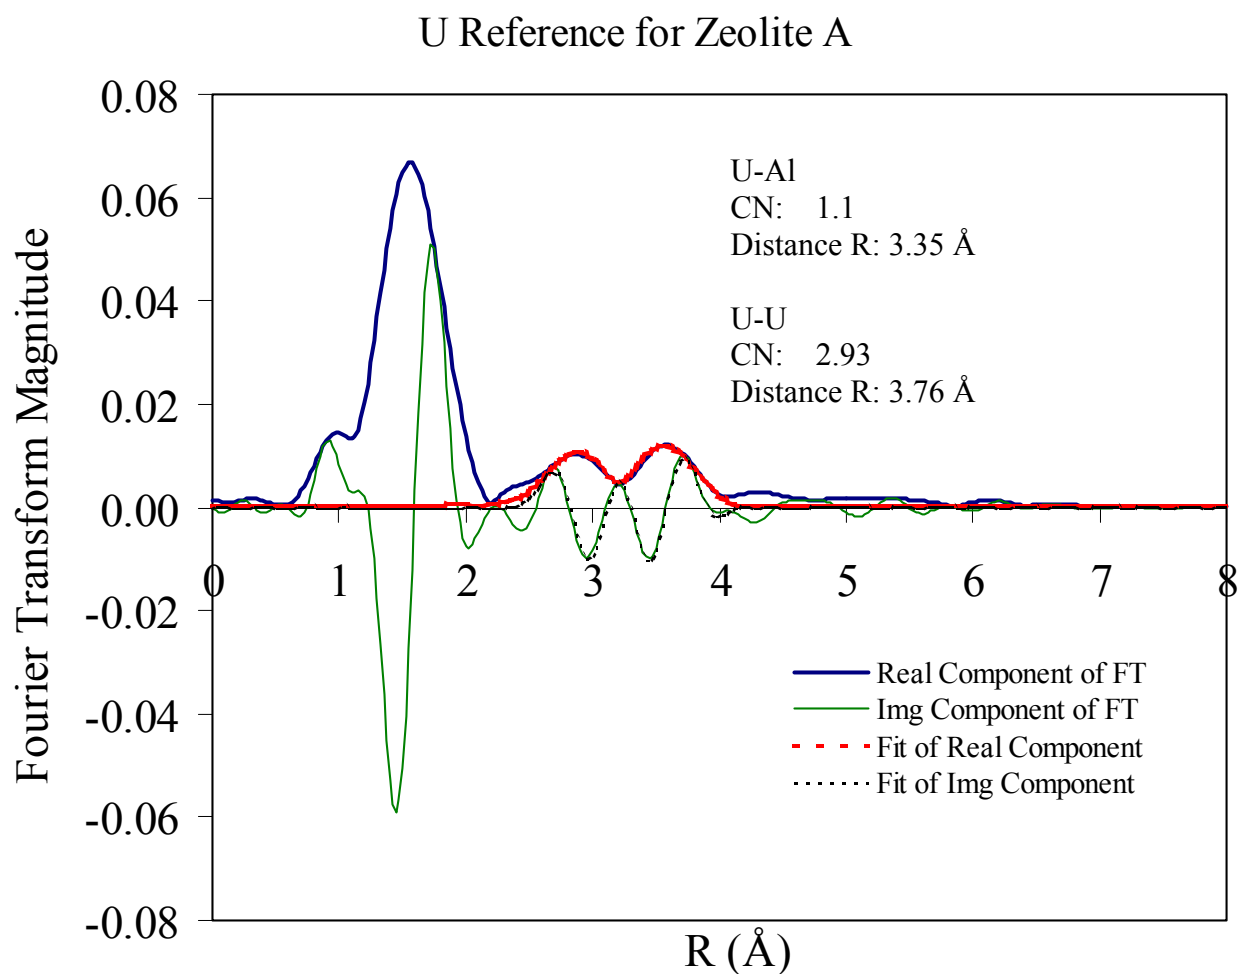 U Reference for Zeolite A
0.08
0.06
0.04
0.02
0.00
-0.02
-0.04
-0.06
-0.08
Fourier Transform Magnitude
U-Al
CN: 1.1
Distance R: 3.35 Å
U-U
CN: 2.93
Distance R: 3.76 Å
0 1 2 3 4 5 6 7 8
Real Component of FT
Img Component of FT
Fit of Real Component
Fit of Img Component
R (Å)